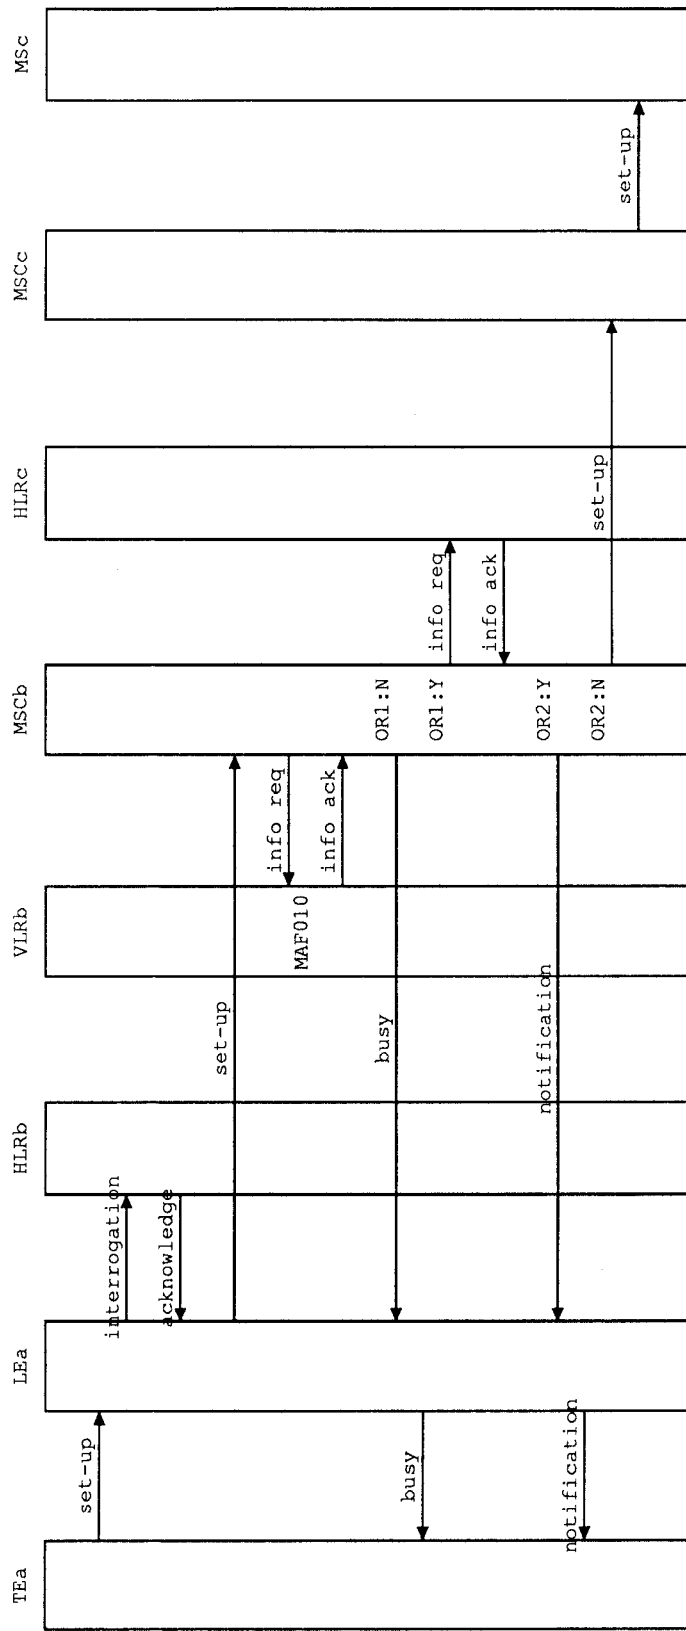 TEa LEa HLRb VLRb MSCb HLRc MSCc MSc
set-up
interrogation
acknowledge
set-up
info req
MAF010
info ack
OR1:N
busy
busy
OR1:Y
info req
info ack
OR2:Y
notification
notification
OR2:N
set-up
set-up